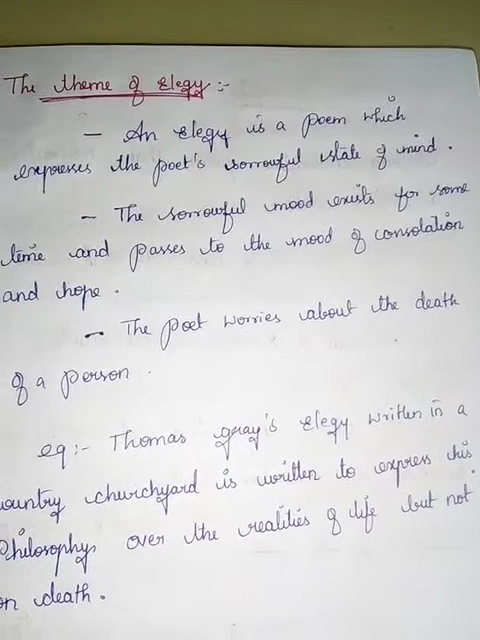 The theme of Elegy :-
- An Elegy is a poem which
expresses the poet's sorrowful state of mind.
- The sorrowful mood exists for some
time and passes to the mood of consolation
and hope.
- The poet worries about the death
of a person.
eg:- Thomas gray's Elegy written in a
country churchyard is written to express his
Philosophy over the realities of life but not
on death.